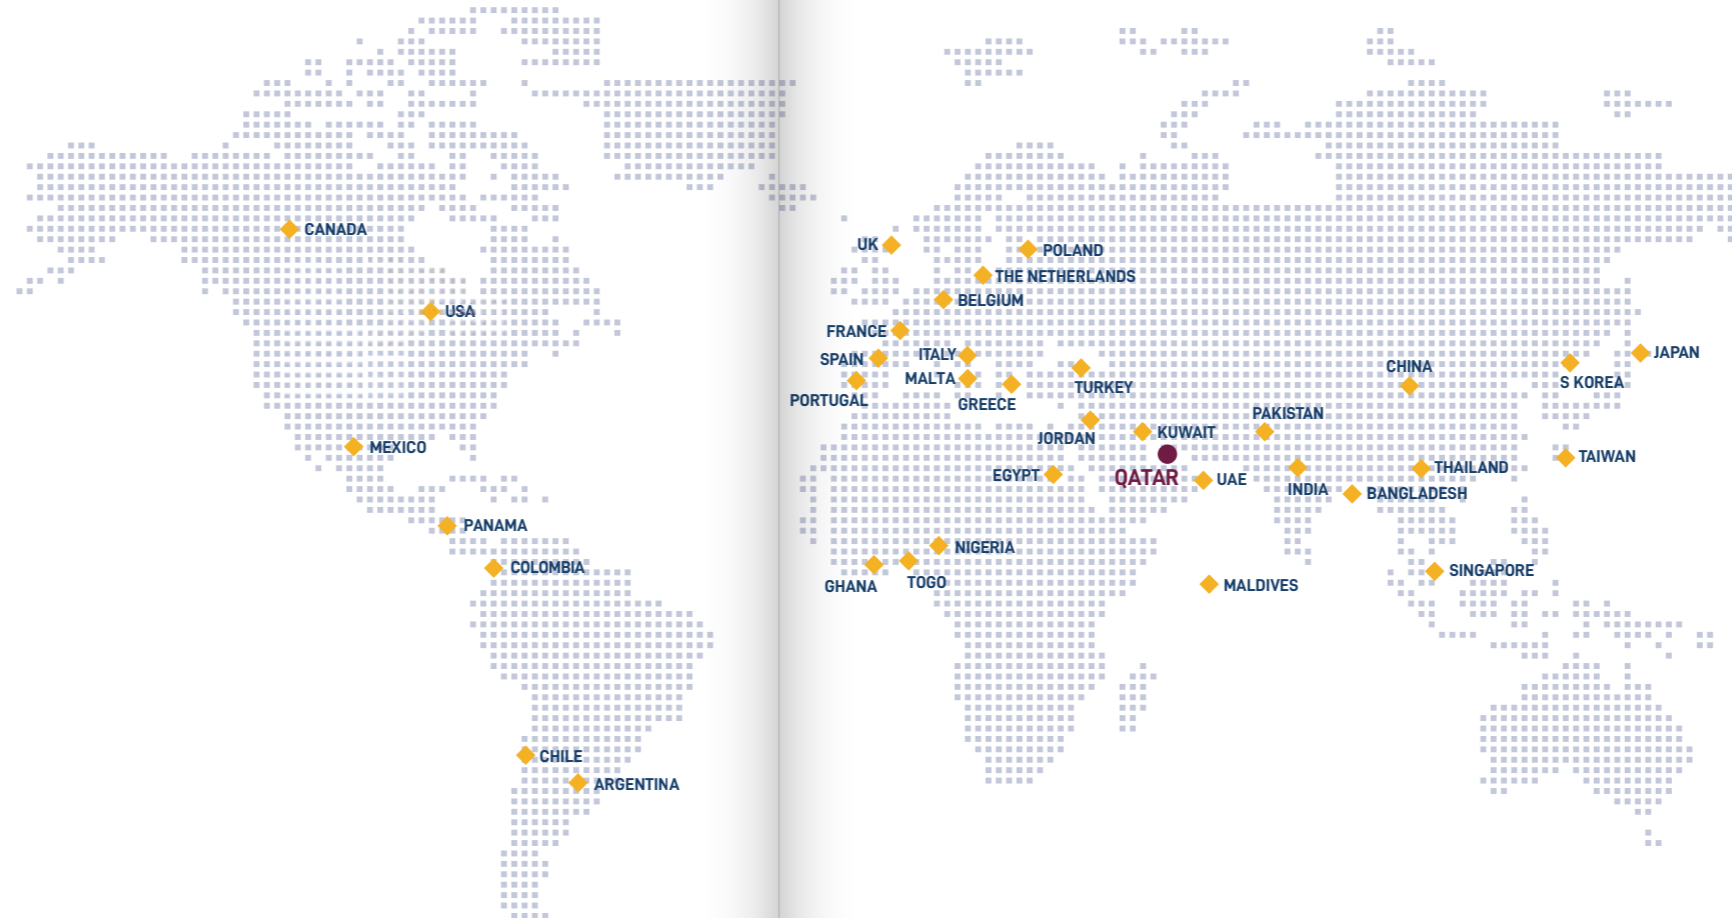 CANADA
USA
MEXICO
PANAMA
COLOMBIA
CHILE
ARGENTINA
UK
POLAND
THE NETHERLANDS
BELGIUM
FRANCE
SPAIN
ITALY
PORTUGAL
MALTA
GREECE
TURKEY
JORDAN
KUWAIT
PAKISTAN
CHINA
JAPAN
S KOREA
TAIWAN
EGYPT
QATAR
UAE
INDIA
THAILAND
BANGLADESH
NIGERIA
GHANA
TOGO
MALDIVES
SINGAPORE